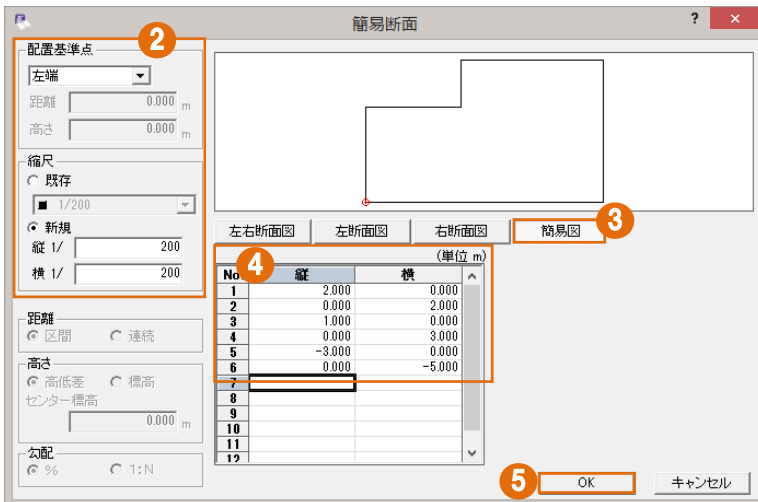 簡易断面
? ×
2
配置基準点
左端
距離 0.000 m
高さ 0.000 m
縮尺
既存
1/200
新規
縦 1/ 200
横 1/ 200
距離
区間 連続
高さ
高低差 標高
センター標高
0.000 m
勾配
% 1:N
左右断面図 左断面図 右断面図 簡易図
3
4
(単位 m)
No 縦 横
1 2.000 0.000
2 0.000 2.000
3 1.000 0.000
4 0.000 3.000
5 -3.000 0.000
6 0.000 -5.000
7
8
9
10
11
12
5
OK キャンセル